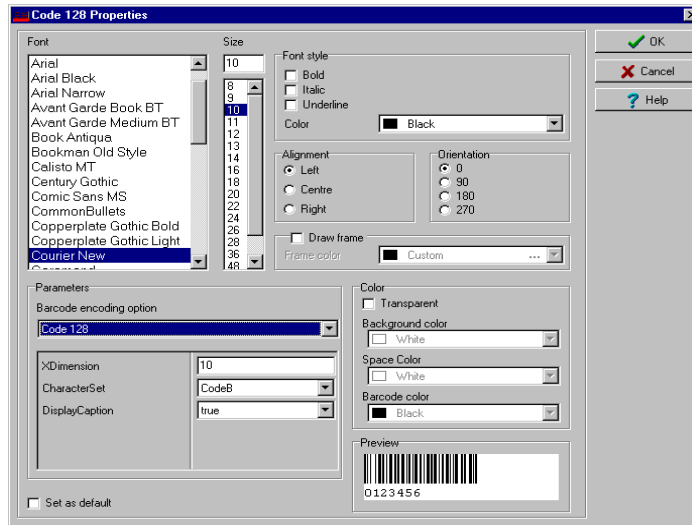 Code 128 Properties
Font
Arial
Arial Black
Arial Narrow
Avant Garde Book BT
Avant Garde Medium BT
Book Antiqua
Bookman Old Style
Calisto MT
Century Gothic
Comic Sans MS
CommonBullets
Copperplate Gothic Bold
Copperplate Gothic Light
Courier New
Size
10
8
9
10
11
12
13
14
16
18
20
22
24
26
28
36
48
Font style
Bold
Italic
Underline
Color
Black
Alignment
Left
Centre
Right
Orientation
0
90
180
270
Draw frame
Frame color
Custom
...
OK
Cancel
Help
Parameters
Barcode encoding option
Code 128
XDimension 10
CharacterSet CodeB
DisplayCaption true
Color
Transparent
Background color
White
Space Color
White
Barcode color
Black
Preview
0123456
Set as default